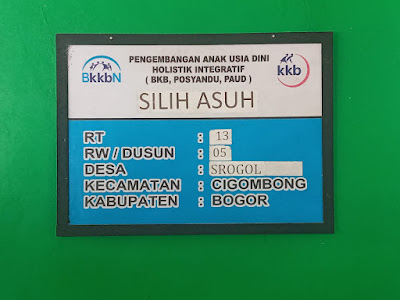 BkkbN
PENGEMBANGAN ANAK USIA DINI
HOLISTIK INTEGRATIF
( BKB, POSYANDU, PAUD )
kkb
SILIH ASUH
RT : 13
RW / DUSUN : 05
DESA : SROGOL
KECAMATAN : CIGOMBONG
KABUPATEN : BOGOR